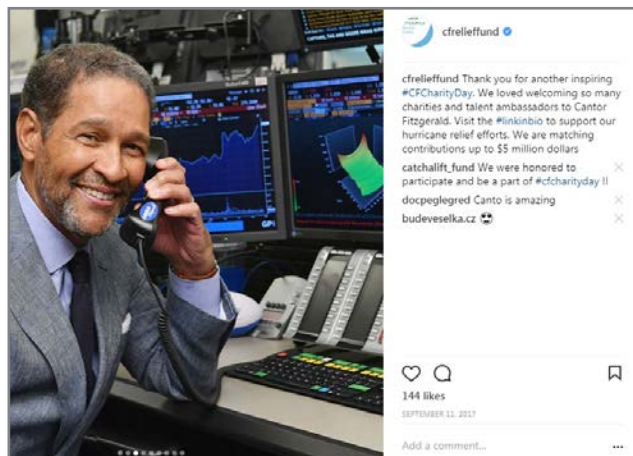 cfrelieffund
cfrelieffund Thank you for another inspiring
#CFCharityDay. We loved welcoming so many
charities and talent ambassadors to Cantor
Fitzgerald. Visit the #linkinbio to support our
hurricane relief efforts. We are matching
contributions up to $5 million dollars
catchalift_fund We were honored to
participate and be a part of #cfcharityday !!
docpeglegred Canto is amazing
budeveselka.cz 😍
144 likes
SEPTEMBER 11, 2017
Add a comment...